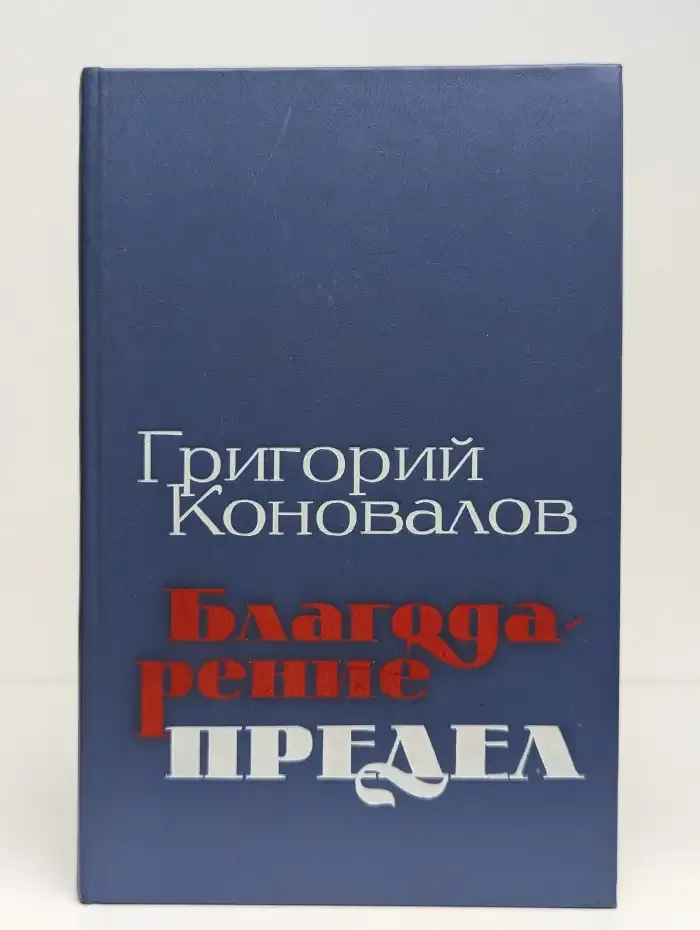 Григорий
Коновалов
Благода-
рение
ПРЕДЕЛ